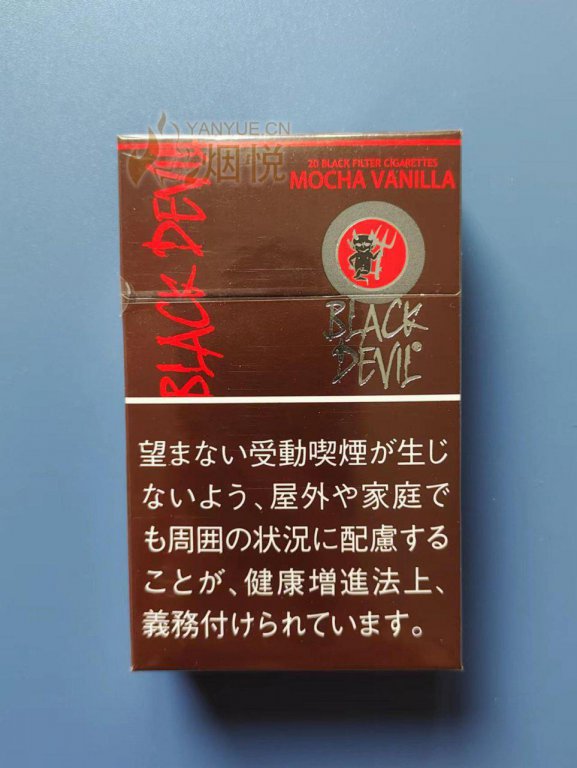 YANYUE.CN
烟悦
20 BLACK FILTER CIGARETTES
MOCHA VANILLA
BLACK DEVIL
BLACK
DEVIL®
望まない受動喫煙が生じ
ないよう、屋外や家庭で
も周囲の状況に配慮する
ことが、健康増進法上、
義務付けられています。